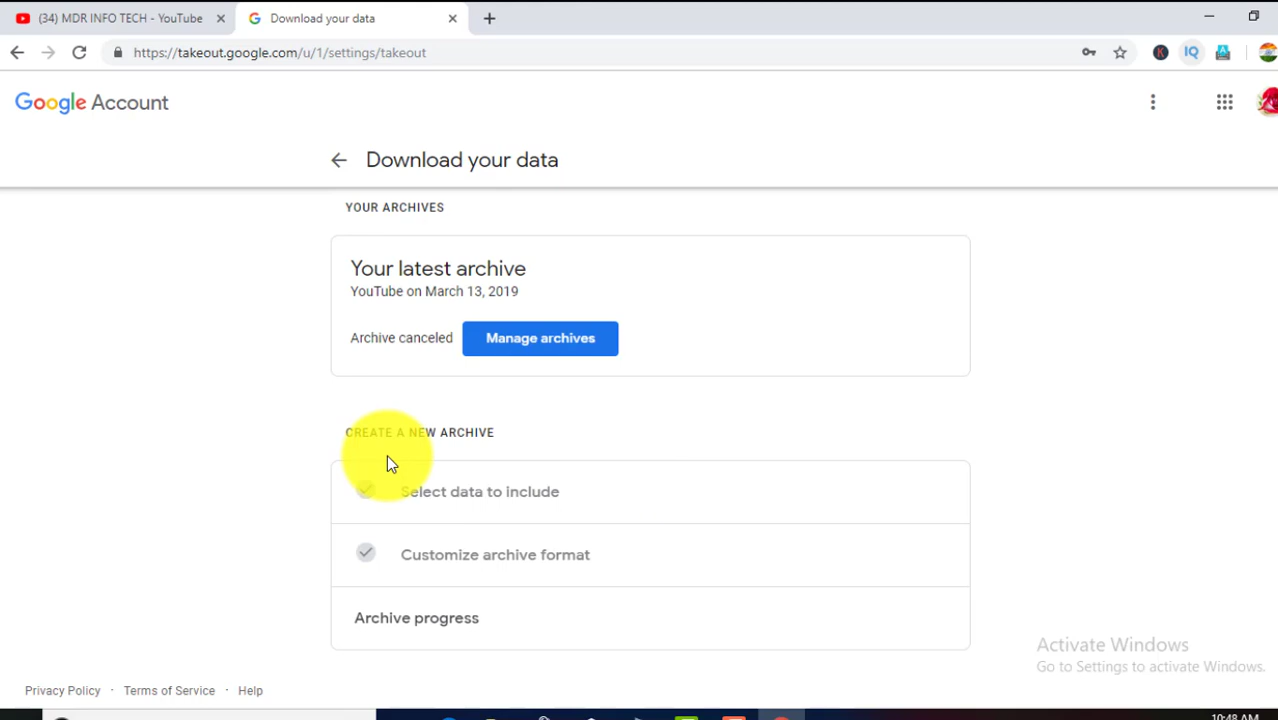 (34) MDR INFO TECH - YouTube
Download your data
https://takeout.google.com/u/1/settings/takeout
K
IQ
Google Account
Download your data
YOUR ARCHIVES
Your latest archive
YouTube on March 13, 2019
Archive canceled
Manage archives
CREATE A NEW ARCHIVE
Select data to include
Customize archive format
Archive progress
Activate Windows
Go to Settings to activate Windows.
Privacy Policy · Terms of Service · Help
10:48 AM